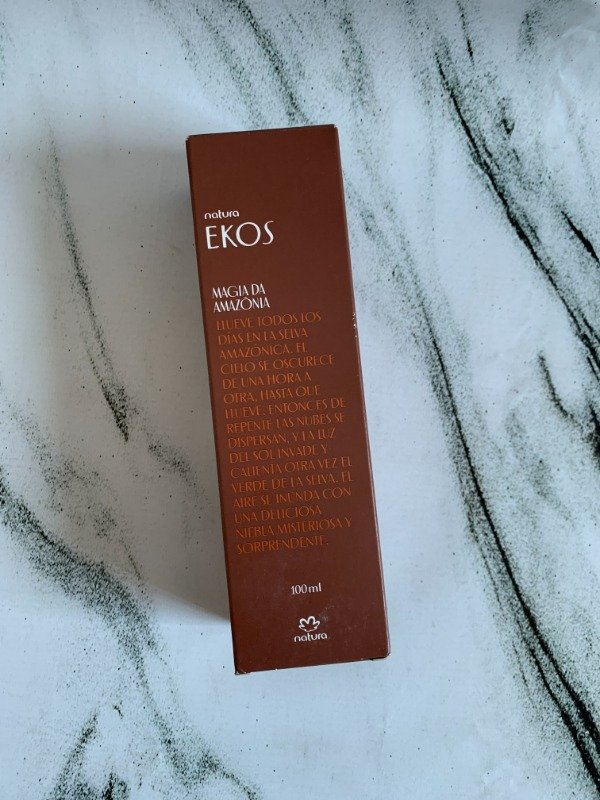 natura
EKOS
MAGIA DA
AMAZÔNIA
LLUEVE TODOS LOS
DÍAS EN LA SELVA
AMAZÓNICA. EL
CIELO SE OSCURECE
DE UNA HORA A
OTRA, HASTA QUE
LLUEVE. ENTONCES DE
REPENTE LAS NUBES SE
DISPERSAN, Y LA LUZ
DEL SOL INVADE Y
CALIENTA OTRA VEZ EL
VERDE DE LA SELVA. EL
AIRE SE INUNDA CON
UNA DELICIOSA
NIEBLA MISTERIOSA Y
SORPRENDENTE.
100 ml
natura